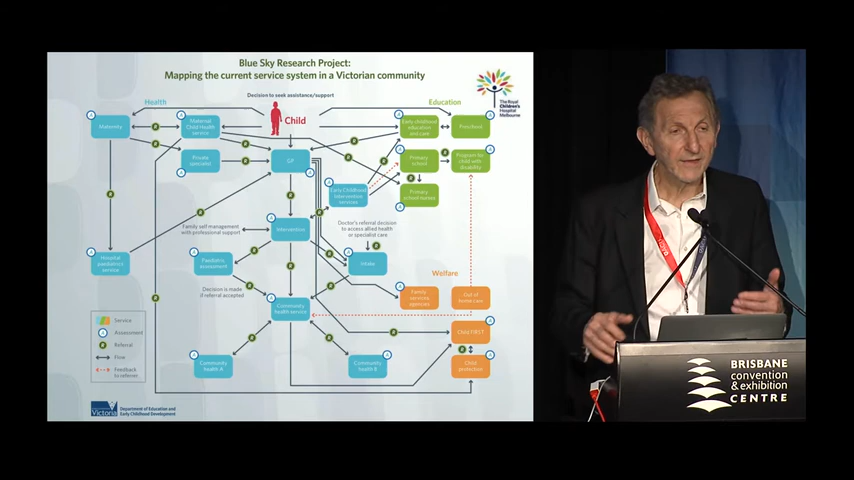 Blue Sky Research Project:
Mapping the current service system in a Victorian community
The Royal
Children's
Hospital
Melbourne
Decision to seek assistance/support
Health
Education
Child
Maternity
Maternal
Child Health
service
Early childhood
education
and care
Preschool
Private
specialist
GP
Primary
school
Program for
child with
disability
Early Childhood
Intervention
services
Primary
school nurses
Family self management
with professional support
Intervention
Doctor's referral decision
to access allied health
or specialist care
Hospital
paediatrics
service
Paediatric
assessment
Intake
Welfare
Decision is made
if referral accepted
Community
health service
Family
services
agencies
Out of
home care
Child FIRST
Child
protection
Community
health A
Community
health B
Service
Assessment
Referral
Flow
Feedback
to referrer
Victoria
Department of Education and
Early Childhood Development
BRISBANE
convention
& exhibition
CENTRE